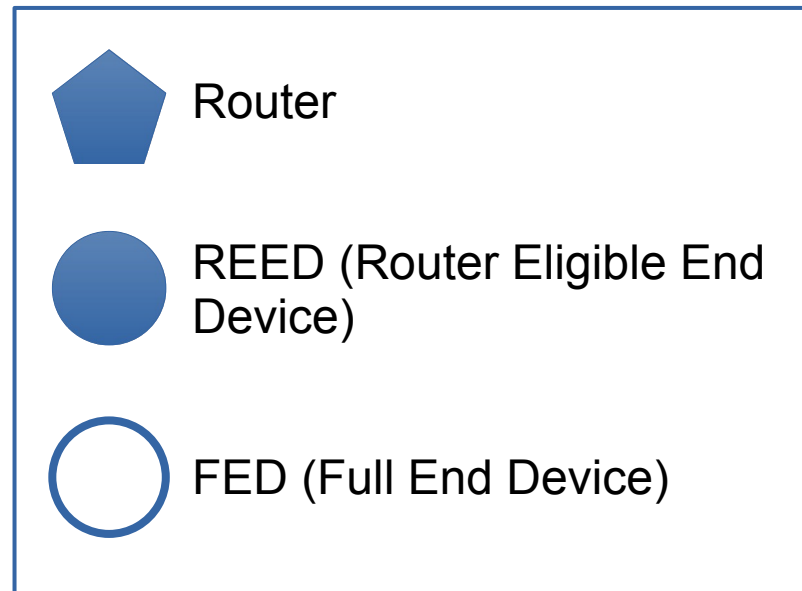 Router
REED (Router Eligible End
Device)
FED (Full End Device)